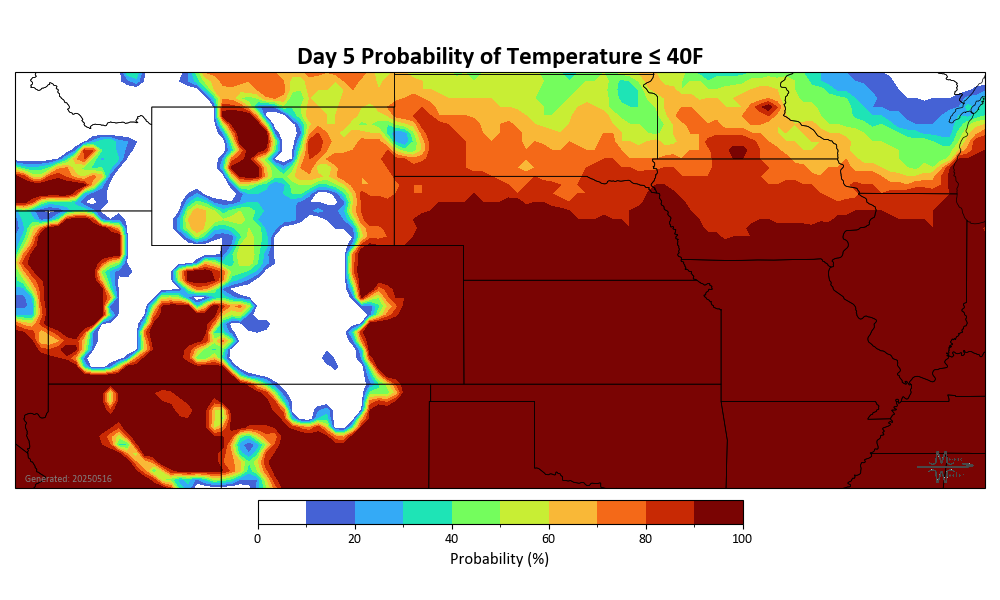 Day 5 Probability of Temperature ≤ 40F
Generated: 20250516
0 20 40 60 80 100
Probability (%)